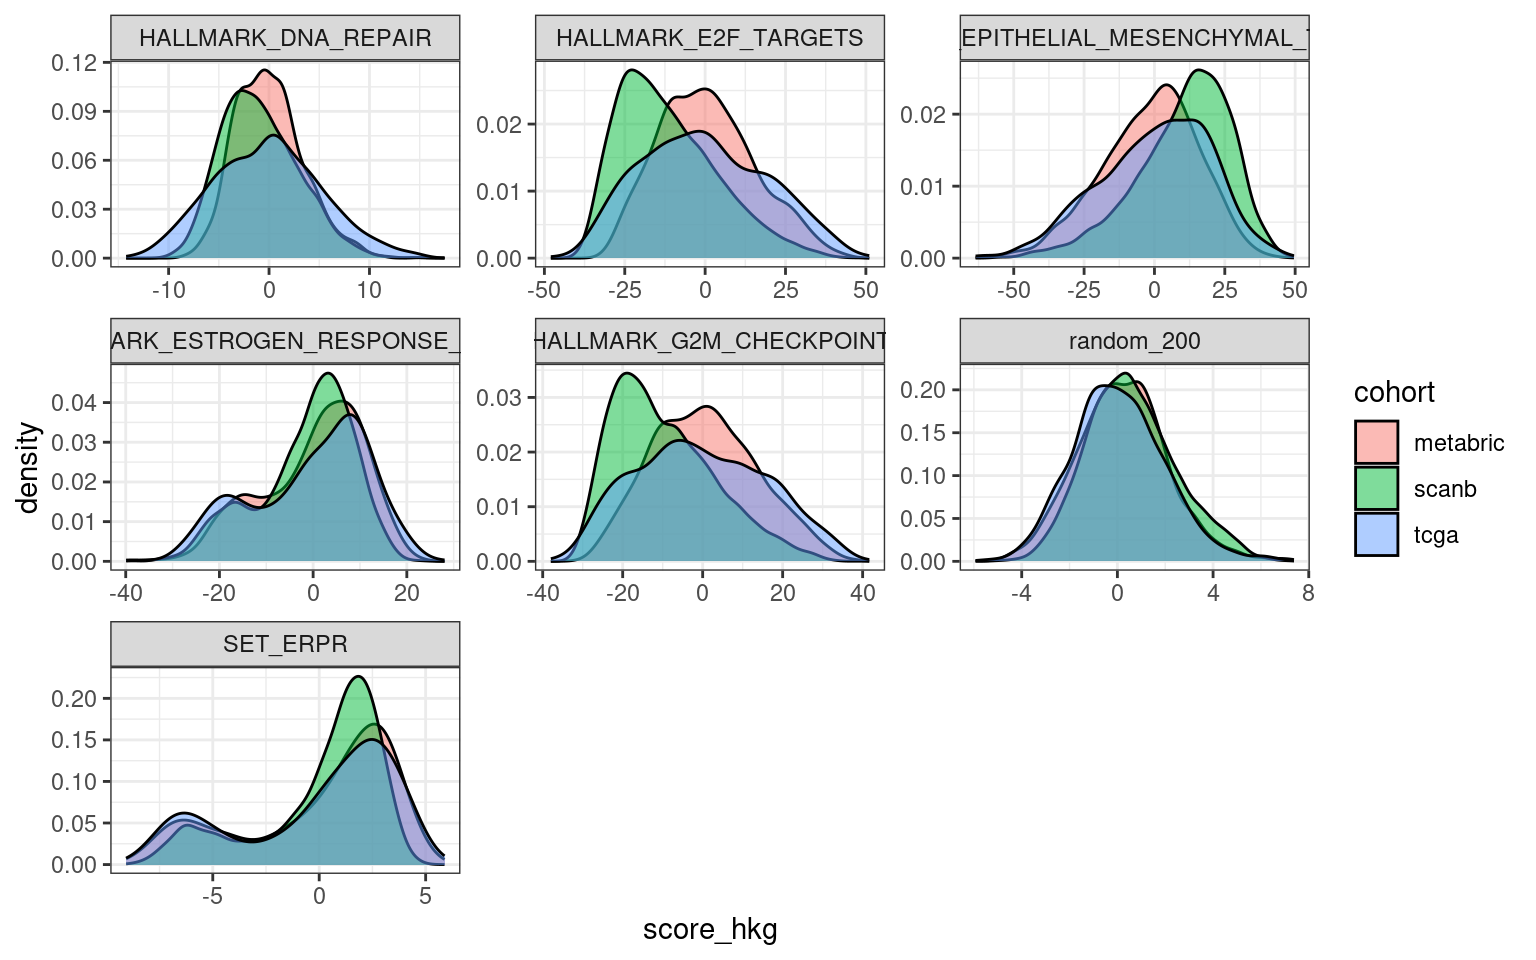 HALLMARK_DNA_REPAIR
HALLMARK_E2F_TARGETS
_EPITHELIAL_MESENCHYMAL_
0.12
0.09
0.06
0.03
0.00
-10 0 10
0.02
0.01
0.00
-50 -25 0 25 50
0.02
0.01
0.00
-50 -25 0 25 50
ARK_ESTROGEN_RESPONSE_
HALLMARK_G2M_CHECKPOINT
random_200
0.04
0.03
0.02
0.01
0.00
-40 -20 0 20
0.03
0.02
0.01
0.00
-40 -20 0 20 40
0.20
0.15
0.10
0.05
0.00
-4 0 4 8
SET_ERPR
0.20
0.15
0.10
0.05
0.00
-5 0 5
density
score_hkg
cohort
metabric
scanb
tcga